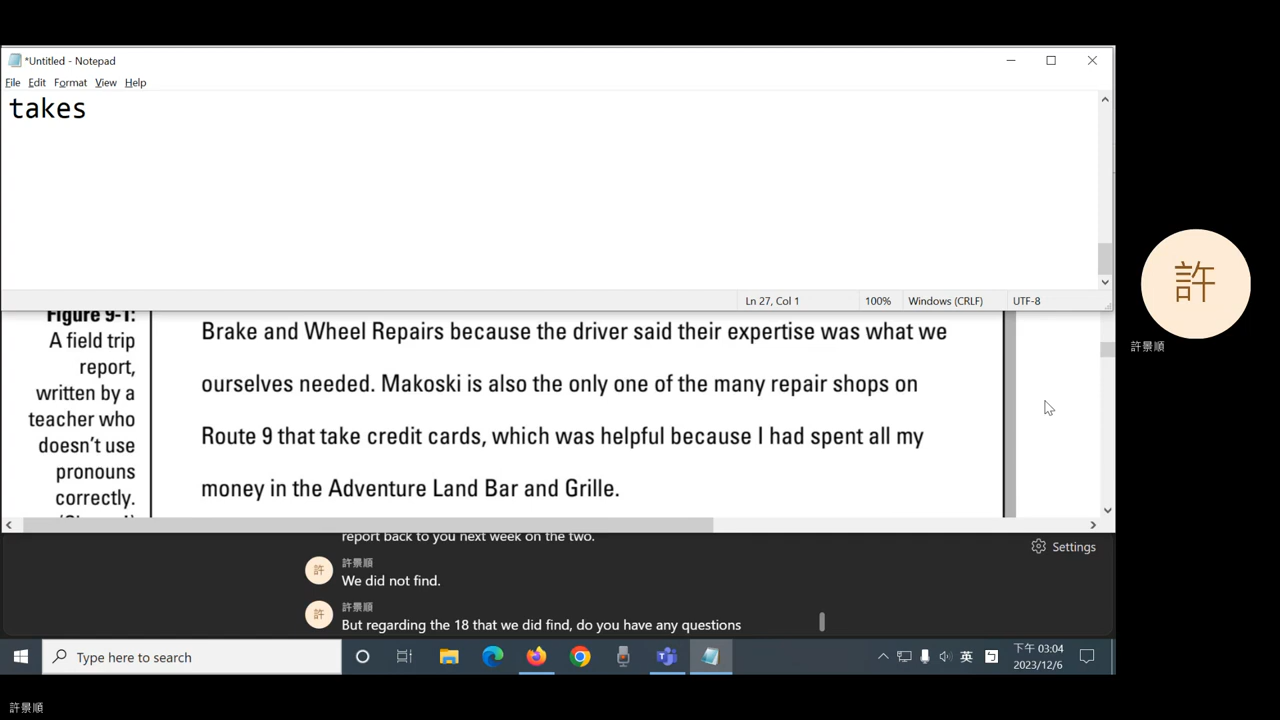 *Untitled - Notepad
File Edit Format View Help
takes
Ln 27, Col 1 100% Windows (CRLF) UTF-8
Figure 9-1:
A field trip
report,
written by a
teacher who
doesn't use
pronouns
correctly.
Brake and Wheel Repairs because the driver said their expertise was what we
ourselves needed. Makoski is also the only one of the many repair shops on
Route 9 that take credit cards, which was helpful because I had spent all my
money in the Adventure Land Bar and Grille.
許
許景順
report back to you next week on the two.
Settings
許
許景順
We did not find.
許
許景順
But regarding the 18 that we did find, do you have any questions
Type here to search
英
下午 03:04
2023/12/6
許景順